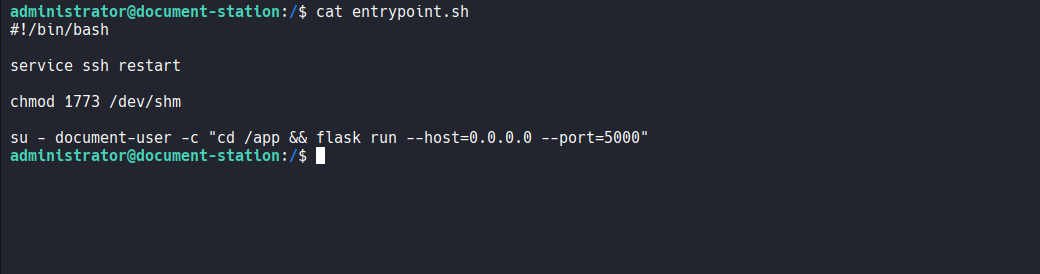 administrator@document-station:/$ cat entrypoint.sh
#!/bin/bash
service ssh restart
chmod 1773 /dev/shm
su - document-user -c "cd /app && flask run --host=0.0.0.0 --port=5000"
administrator@document-station:/$